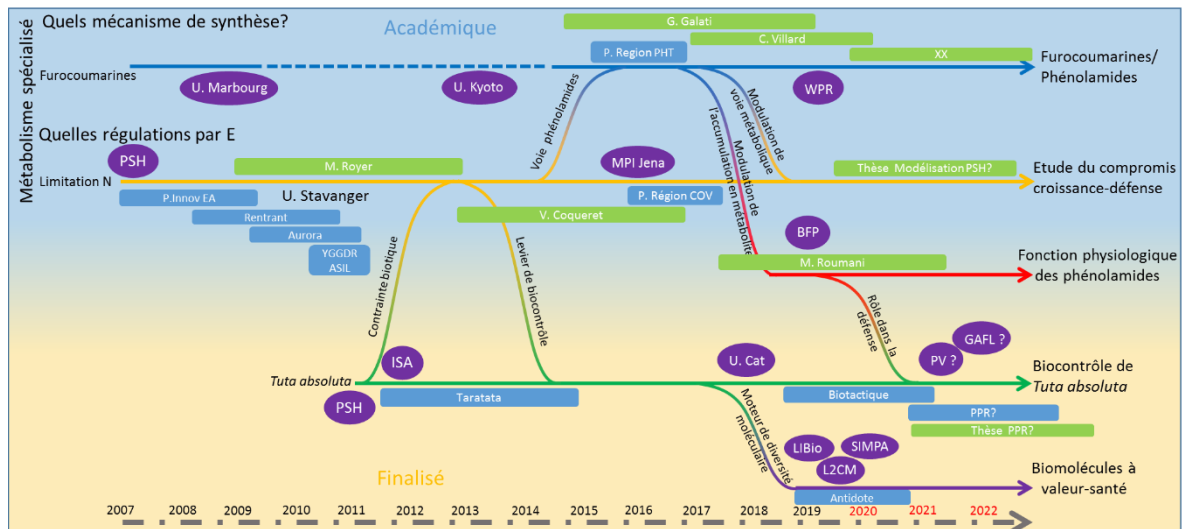 Métabolisme spécialisé
Quels mécanisme de synthèse?
Académique
G. Galati
C. Villard
P. Region PHT
XX
Furocoumarines
Furocoumarines/
Phénolamides
U. Marbourg
U. Kyoto
WPR
Voie phénolamides
Modulation de
l'accumulation en métabolite
Modulation de
voie métabolique
Quelles régulations par E
PSH
M. Royer
MPI Jena
Thèse Modélisation PSH?
Limitation N
Etude du compromis
croissance-défense
P.Innov EA
U. Stavanger
P. Région COV
Rentrant
V. Coqueret
Aurora
YGGDR
ASIL
BFP
M. Roumani
Fonction physiologique
des phénolamides
Contrainte biotique
Levier de biocontrôle
Rôle dans la
défense
GAFL ?
PV ?
ISA
U. Cat
Tuta absoluta
Biocontrôle de
Tuta absoluta
PSH
Taratata
Biotactique
PPR?
Thèse PPR?
Moteur de diversité
moléculaire
LIBio
SIMPA
L2CM
Finalisé
Biomolécules à
valeur-santé
Antidote
2007 2008 2009 2010 2011 2012 2013 2014 2015 2016 2017 2018 2019 2020 2021 2022